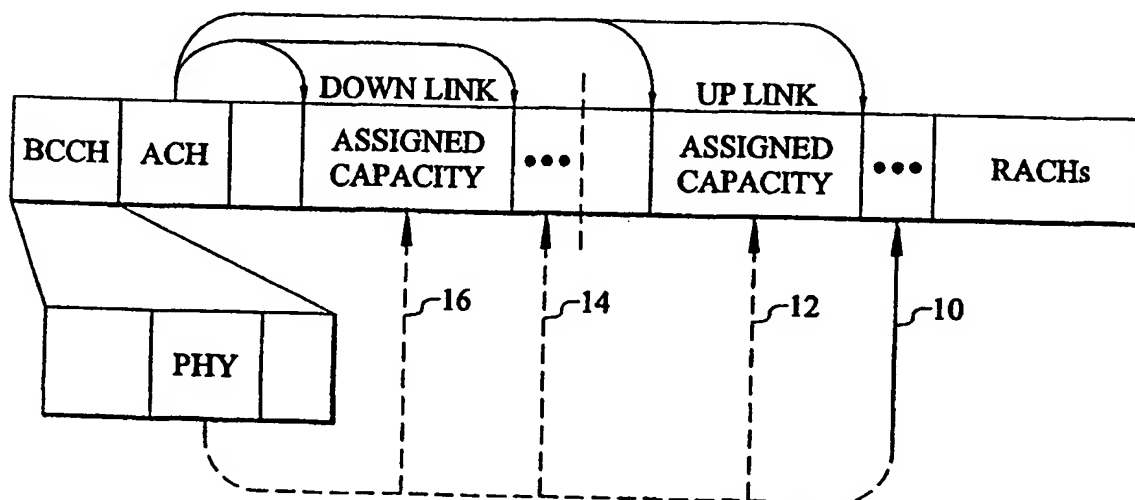 DOWN LINK
UP LINK
BCCH
ACH
ASSIGNED
CAPACITY
•••
ASSIGNED
CAPACITY
•••
RACHs
16
14
12
10
PHY